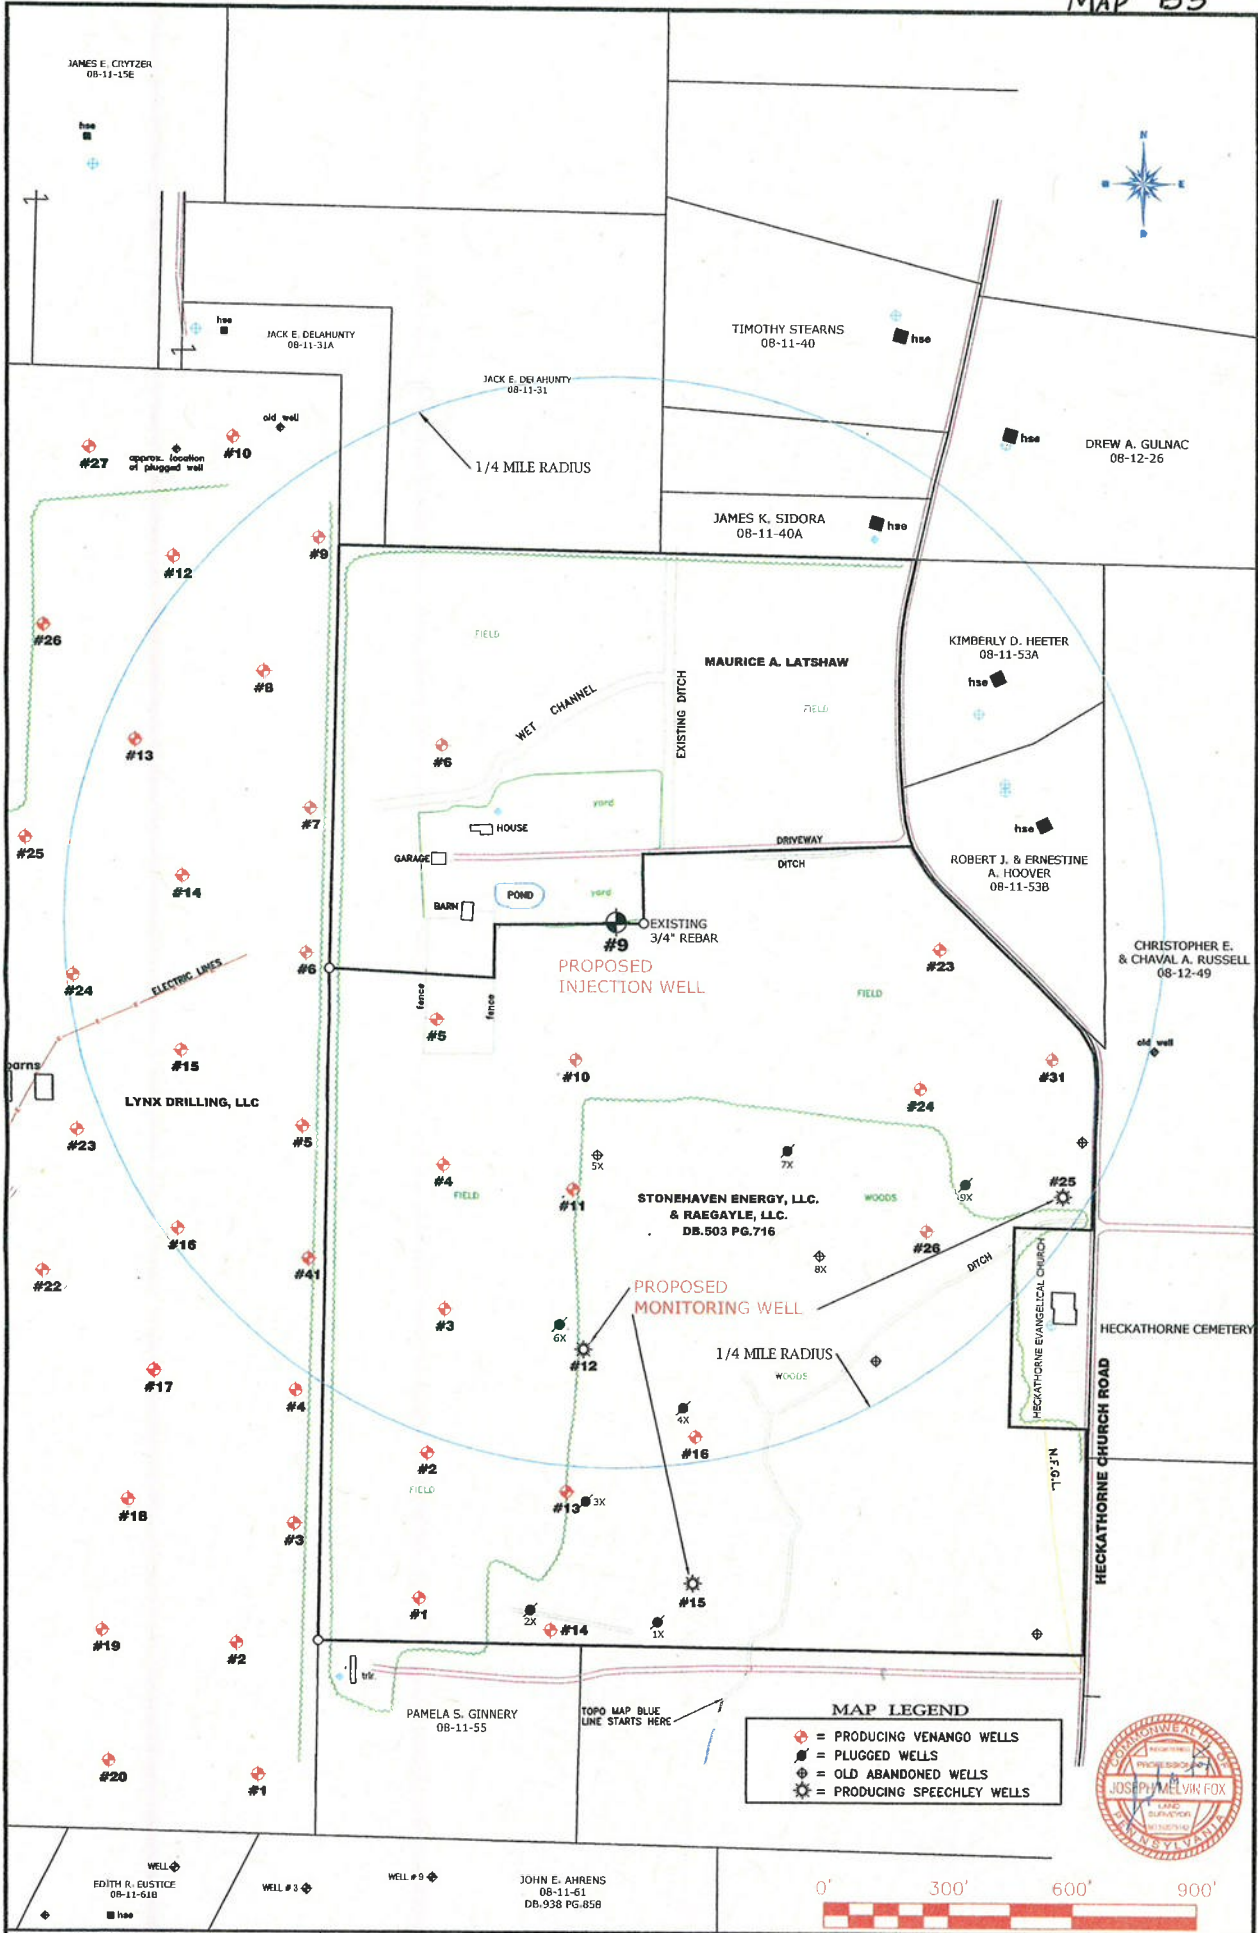 MAP B3
JAMES E. CRYTZER
08-11-15E
hse
N
E
hse
JACK E. DELAHUNTY
08-11-31A
JACK E. DELAHUNTY
08-11-31
TIMOTHY STEARNS
08-11-40
hse
1/4 MILE RADIUS
old well
#27
approx. location
of plugged well
#10
hse
DREW A. GULNAC
08-12-26
JAMES K. SIDORA
08-11-40A
hse
#9
#12
#26
#8
#13
#7
#25
#14
FIELD
MAURICE A. LATSHAW
WET CHANNEL
EXISTING DITCH
FIELD
#6
KIMBERLY D. HEETER
08-11-53A
hse
yard
HOUSE
GARAGE
DRIVEWAY
DITCH
hse
ROBERT J. & ERNESTINE
A. HOOVER
08-11-53B
BARN
POND
yard
EXISTING
3/4" REBAR
#9
PROPOSED
INJECTION WELL
#6
#24
ELECTRIC LINES
#23
FIELD
CHRISTOPHER E.
& CHAVAL A. RUSSELL
08-12-49
fence
fence
#5
#10
old well
#31
#24
barns
#15
LYNX DRILLING, LLC
#23
#5
#4
FIELD
5X
7X
#11
STONEHAVEN ENERGY, LLC.
& RAEGAYLE, LLC.
DB.503 PG.716
WOODS
9X
#25
#16
#22
#41
#26
8X
DITCH
#3
PROPOSED
MONITORING WELL
6X
#12
1/4 MILE RADIUS
WOODS
HECKATHORNE EVANGELICAL CHURCH
HECKATHORNE CEMETERY
HECKATHORNE CHURCH ROAD
#17
#4
4X
#16
#2
FIELD
N.F.G.L.
#18
#3
#13
3X
#15
#1
2X
#14
1X
#19
#2
trlr.
PAMELA S. GINNERY
08-11-55
TOPO MAP BLUE
LINE STARTS HERE
#20
#1
MAP LEGEND
= PRODUCING VENANGO WELLS
= PLUGGED WELLS
= OLD ABANDONED WELLS
= PRODUCING SPEECHLEY WELLS
COMMONWEALTH OF
REGISTERED
PROFESSIONAL
JOSEPH MELVIN FOX
LAND
SURVEYOR
PENNSYLVANIA
WELL
EDITH R. EUSTICE
08-11-61B
hse
WELL #3
WELL #9
JOHN E. AHRENS
08-11-61
DB.938 PG.858
0' 300' 600' 900'